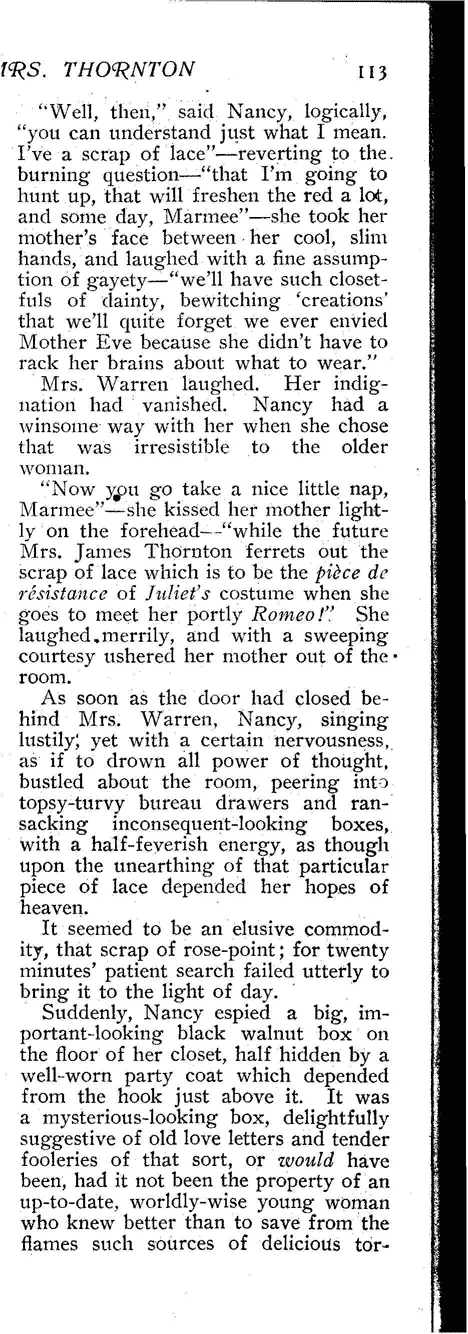 MRS. THORNTON 113
"Well, then," said Nancy, logically,
"you can understand just what I mean.
I've a scrap of lace"—reverting to the
burning question—"that I'm going to
hunt up, that will freshen the red a lot,
and some day, Marmee"—she took her
mother's face between her cool, slim
hands, and laughed with a fine assump-
tion of gayety—"we'll have such closet-
fuls of dainty, bewitching 'creations'
that we'll quite forget we ever envied
Mother Eve because she didn't have to
rack her brains about what to wear."
Mrs. Warren laughed. Her indig-
nation had vanished. Nancy had a
winsome way with her when she chose
that was irresistible to the older
woman.
"Now you go take a nice little nap,
Marmee"—she kissed her mother light-
ly on the forehead—"while the future
Mrs. James Thornton ferrets out the
scrap of lace which is to be the pièce de
résistance of Juliet's costume when she
goes to meet her portly Romeo!" She
laughed merrily, and with a sweeping
courtesy ushered her mother out of the
room.
As soon as the door had closed be-
hind Mrs. Warren, Nancy, singing
lustily, yet with a certain nervousness,
as if to drown all power of thought,
bustled about the room, peering into
topsy-turvy bureau drawers and ran-
sacking inconsequent-looking boxes,
with a half-feverish energy, as though
upon the unearthing of that particular
piece of lace depended her hopes of
heaven.
It seemed to be an elusive commod-
ity, that scrap of rose-point; for twenty
minutes' patient search failed utterly to
bring it to the light of day.
Suddenly, Nancy espied a big, im-
portant-looking black walnut box on
the floor of her closet, half hidden by a
well-worn party coat which depended
from the hook just above it. It was
a mysterious-looking box, delightfully
suggestive of old love letters and tender
fooleries of that sort, or would have
been, had it not been the property of an
up-to-date, worldly-wise young woman
who knew better than to save from the
flames such sources of delicious tor-